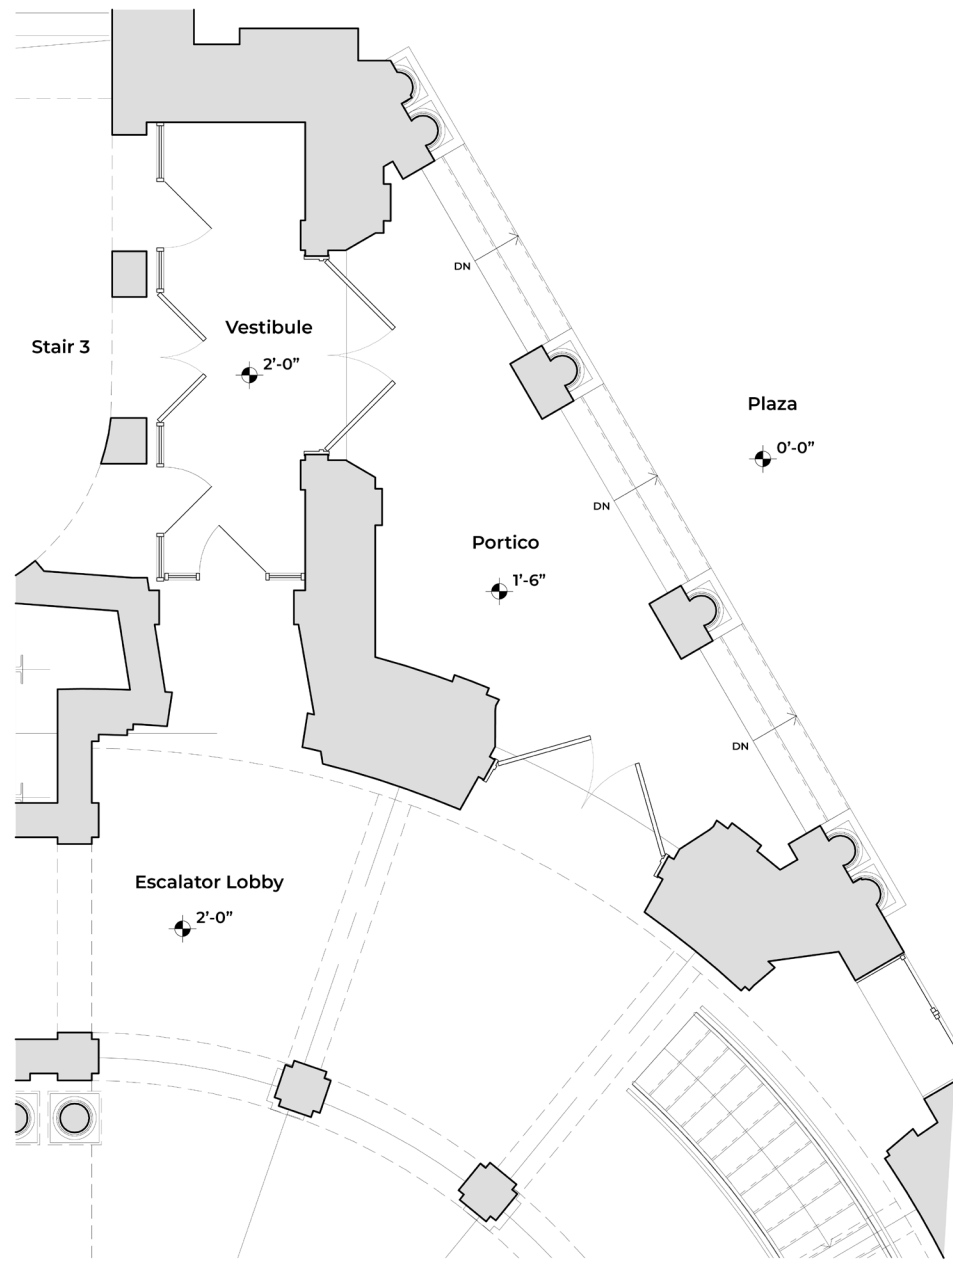 DN
Vestibule
Stair 3
2’-0”
Plaza
0’-0”
DN
Portico
1’-6”
DN
Escalator Lobby
2’-0”